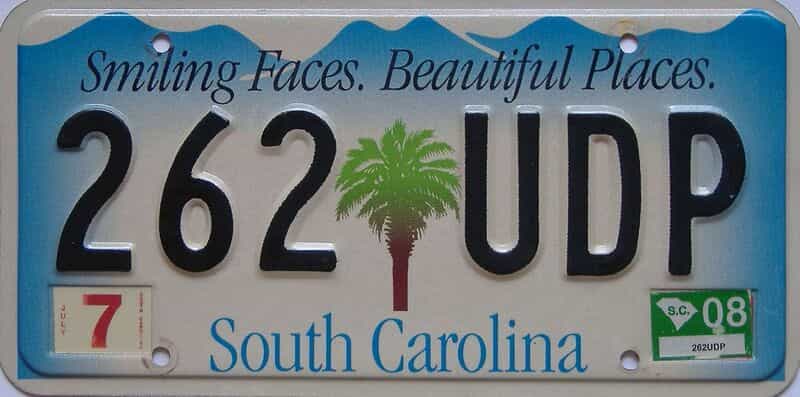 Smiling Faces. Beautiful Places.
262 UDP
JULY 7
S.C. 08
262UDP
South Carolina